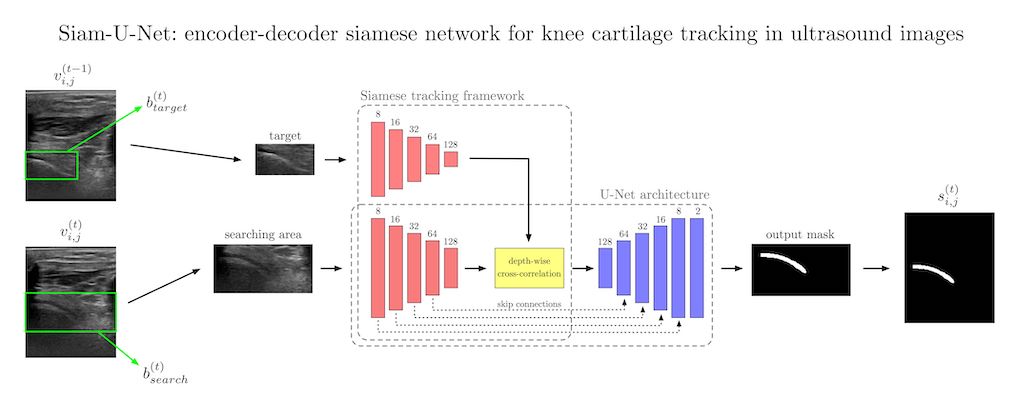 Siam-U-Net: encoder-decoder siamese network for knee cartilage tracking in ultrasound images
v_{i,j}^{(t-1)}
b_{target}^{(t)}
target
Siamese tracking framework
8 16 32 64 128
U-Net architecture
v_{i,j}^{(t)}
searching area
8 16 32 64 128
depth-wise
cross-correlation
skip connections
128 64 32 16 8 2
output mask
s_{i,j}^{(t)}
b_{search}^{(t)}